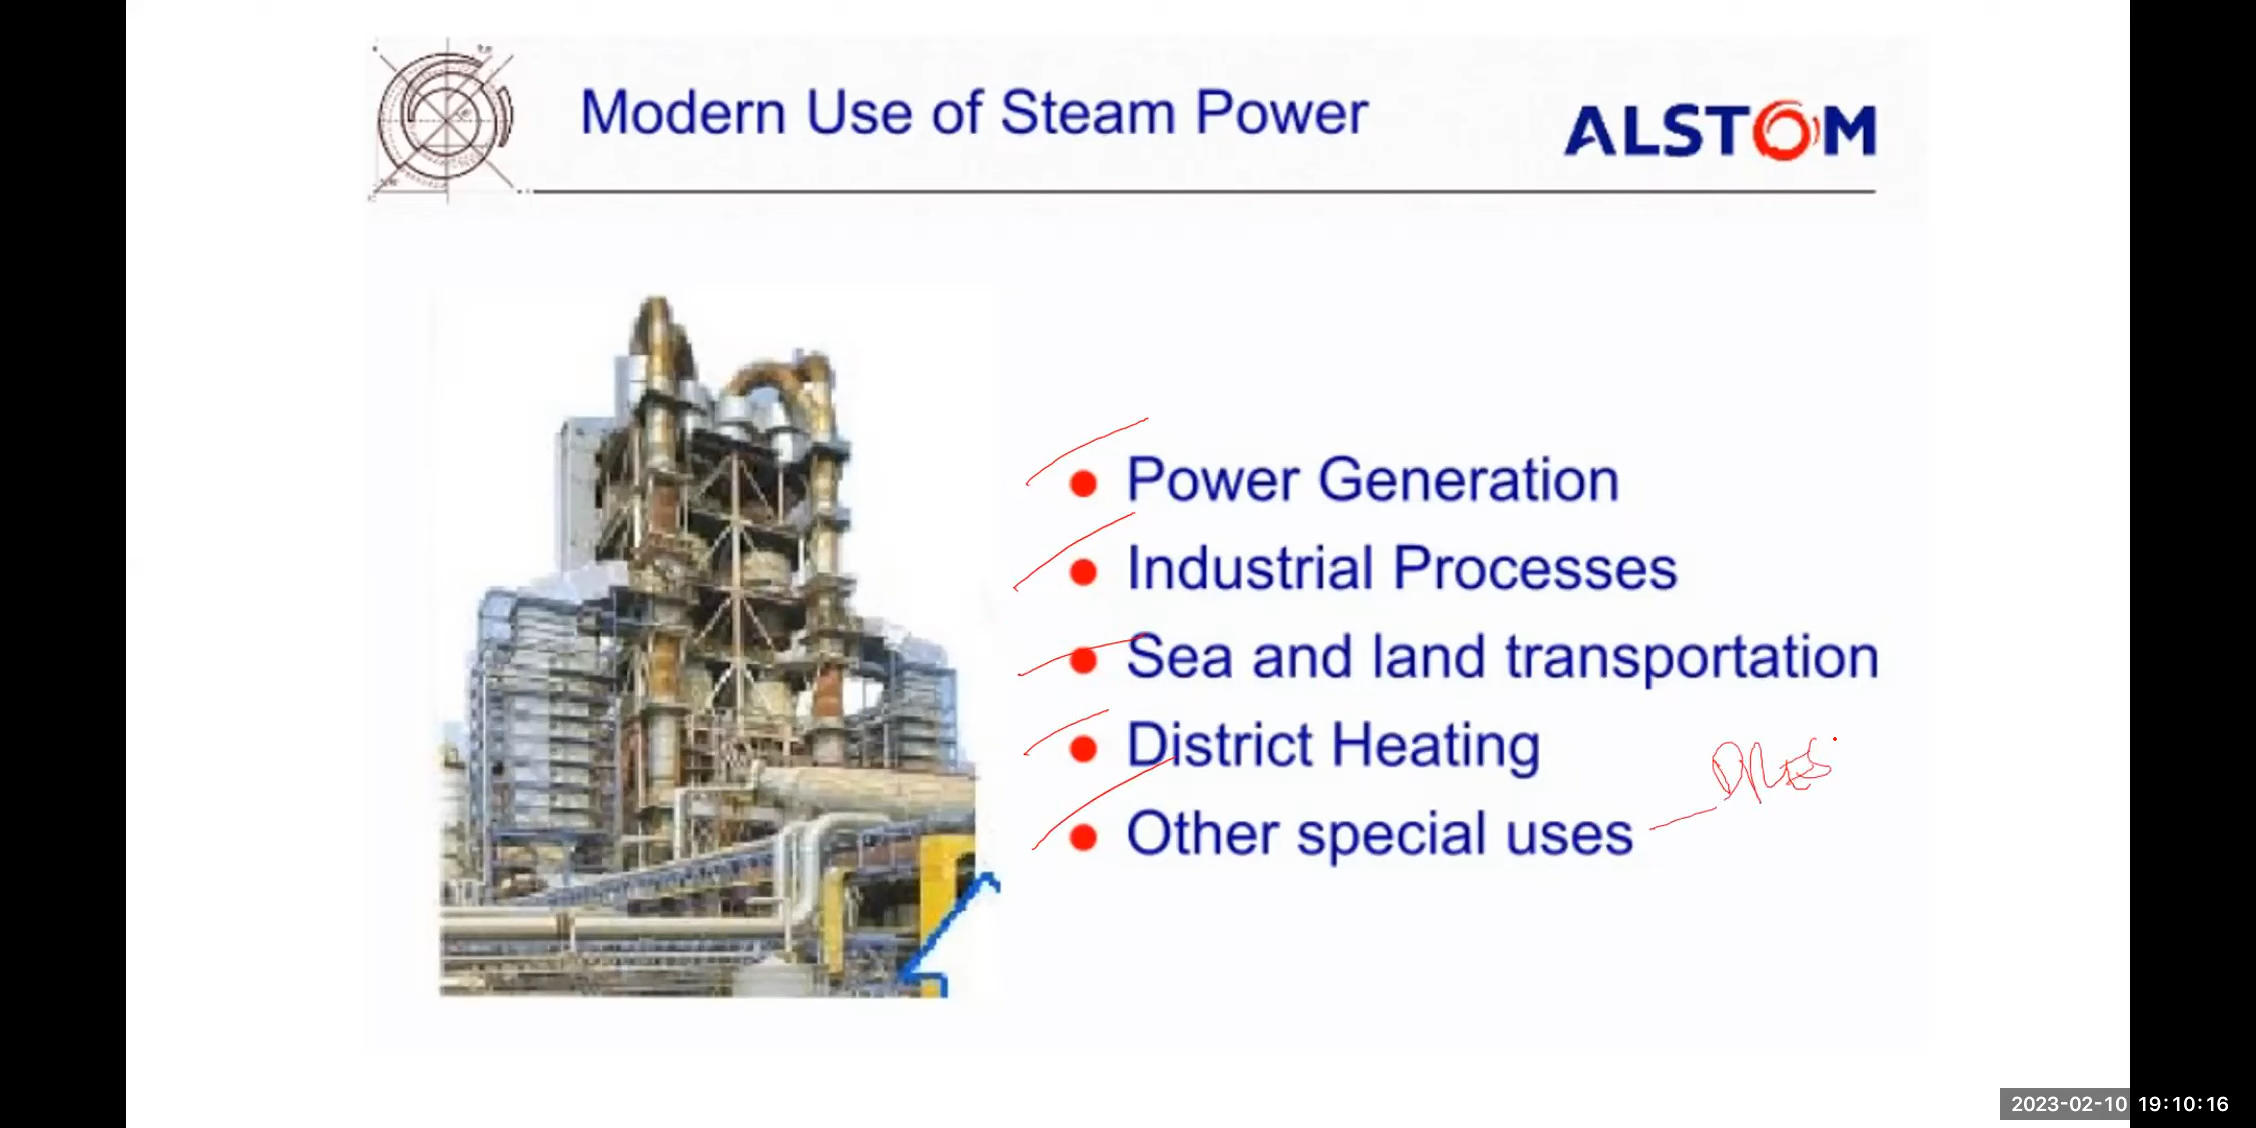 Modern Use of Steam Power
ALSTOM
Power Generation
Industrial Processes
Sea and land transportation
District Heating
Other special uses
2023-02-10 19:10:16